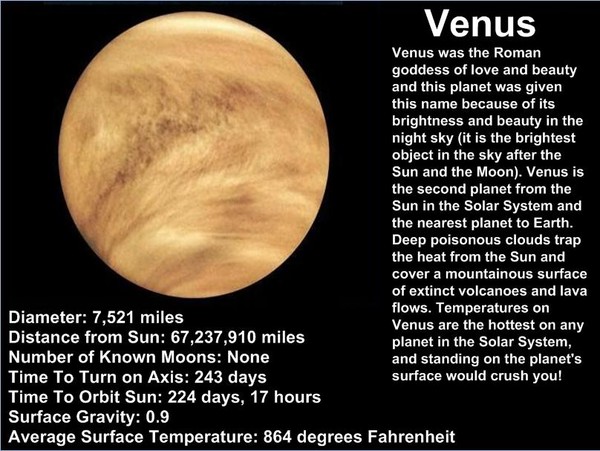 Venus
Venus was the Roman
goddess of love and beauty
and this planet was given
this name because of its
brightness and beauty in the
night sky (it is the brightest
object in the sky after the
Sun and the Moon). Venus is
the second planet from the
Sun in the Solar System and
the nearest planet to Earth.
Deep poisonous clouds trap
the heat from the Sun and
cover a mountainous surface
of extinct volcanoes and lava
flows. Temperatures on
Venus are the hottest on any
planet in the Solar System,
and standing on the planet's
surface would crush you!
Diameter: 7,521 miles
Distance from Sun: 67,237,910 miles
Number of Known Moons: None
Time To Turn on Axis: 243 days
Time To Orbit Sun: 224 days, 17 hours
Surface Gravity: 0.9
Average Surface Temperature: 864 degrees Fahrenheit